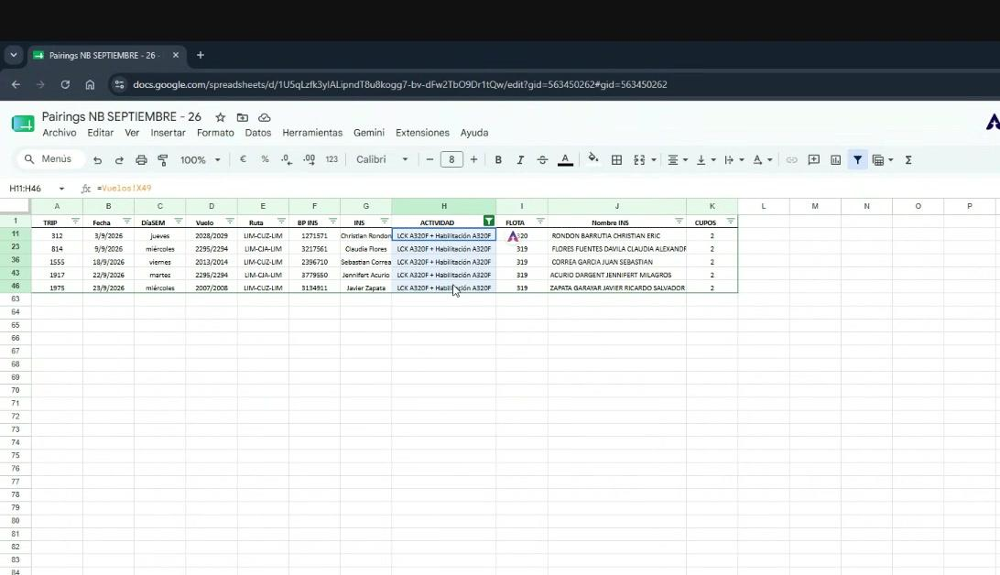 Pairings NB SEPTIEMBRE - 26 -
docs.google.com/spreadsheets/d/1U5qLzfk3yIALipndT8u8kogg7-bv-dFw2TbO9Dr1tQw/edit?gid=563450262#gid=563450262
Pairings NB SEPTIEMBRE - 26
Archivo Editar Ver Insertar Formato Datos Herramientas Gemini Extensiones Ayuda
Menús 100% € % .0 .00 123 Calibri - 8 + B I A Σ
H11:H46 fx =Vuelos!X49
A B C D E F G H I J K L M N O P
1 TRIP Fecha DíaSEM Vuelo Ruta BP INS INS ACTIVIDAD FLOTA Nombre INS CUPOS
11 312 3/9/2026 jueves 2028/2029 LIM-CUZ-LIM 1271571 Christian Rondon LCK A320F + Habilitación A320F 320 RONDON BARRUTIA CHRISTIAN ERIC 2
23 814 9/9/2026 miércoles 2295/2294 LIM-CJA-LIM 3217561 Claudia Flores LCK A320F + Habilitación A320F 319 FLORES FUENTES DAVILA CLAUDIA ALEXANDR 2
36 1555 18/9/2026 viernes 2013/2014 LIM-CUZ-LIM 2396710 Sebastian Correa LCK A320F + Habilitación A320F 319 CORREA GARCIA JUAN SEBASTIAN 2
43 1917 22/9/2026 martes 2295/2294 LIM-CJA-LIM 3779550 Jennifert Acurio LCK A320F + Habilitación A320F 319 ACURIO DARGENT JENNIFERT MILAGROS 2
46 1975 23/9/2026 miércoles 2007/2008 LIM-CUZ-LIM 3134911 Javier Zapata LCK A320F + Habilitación A320F 319 ZAPATA GARAYAR JAVIER RICARDO SALVADOR 2
63
64
65
66
67
68
69
70
71
72
73
74
75
76
77
78
79
80
81
82
83
84